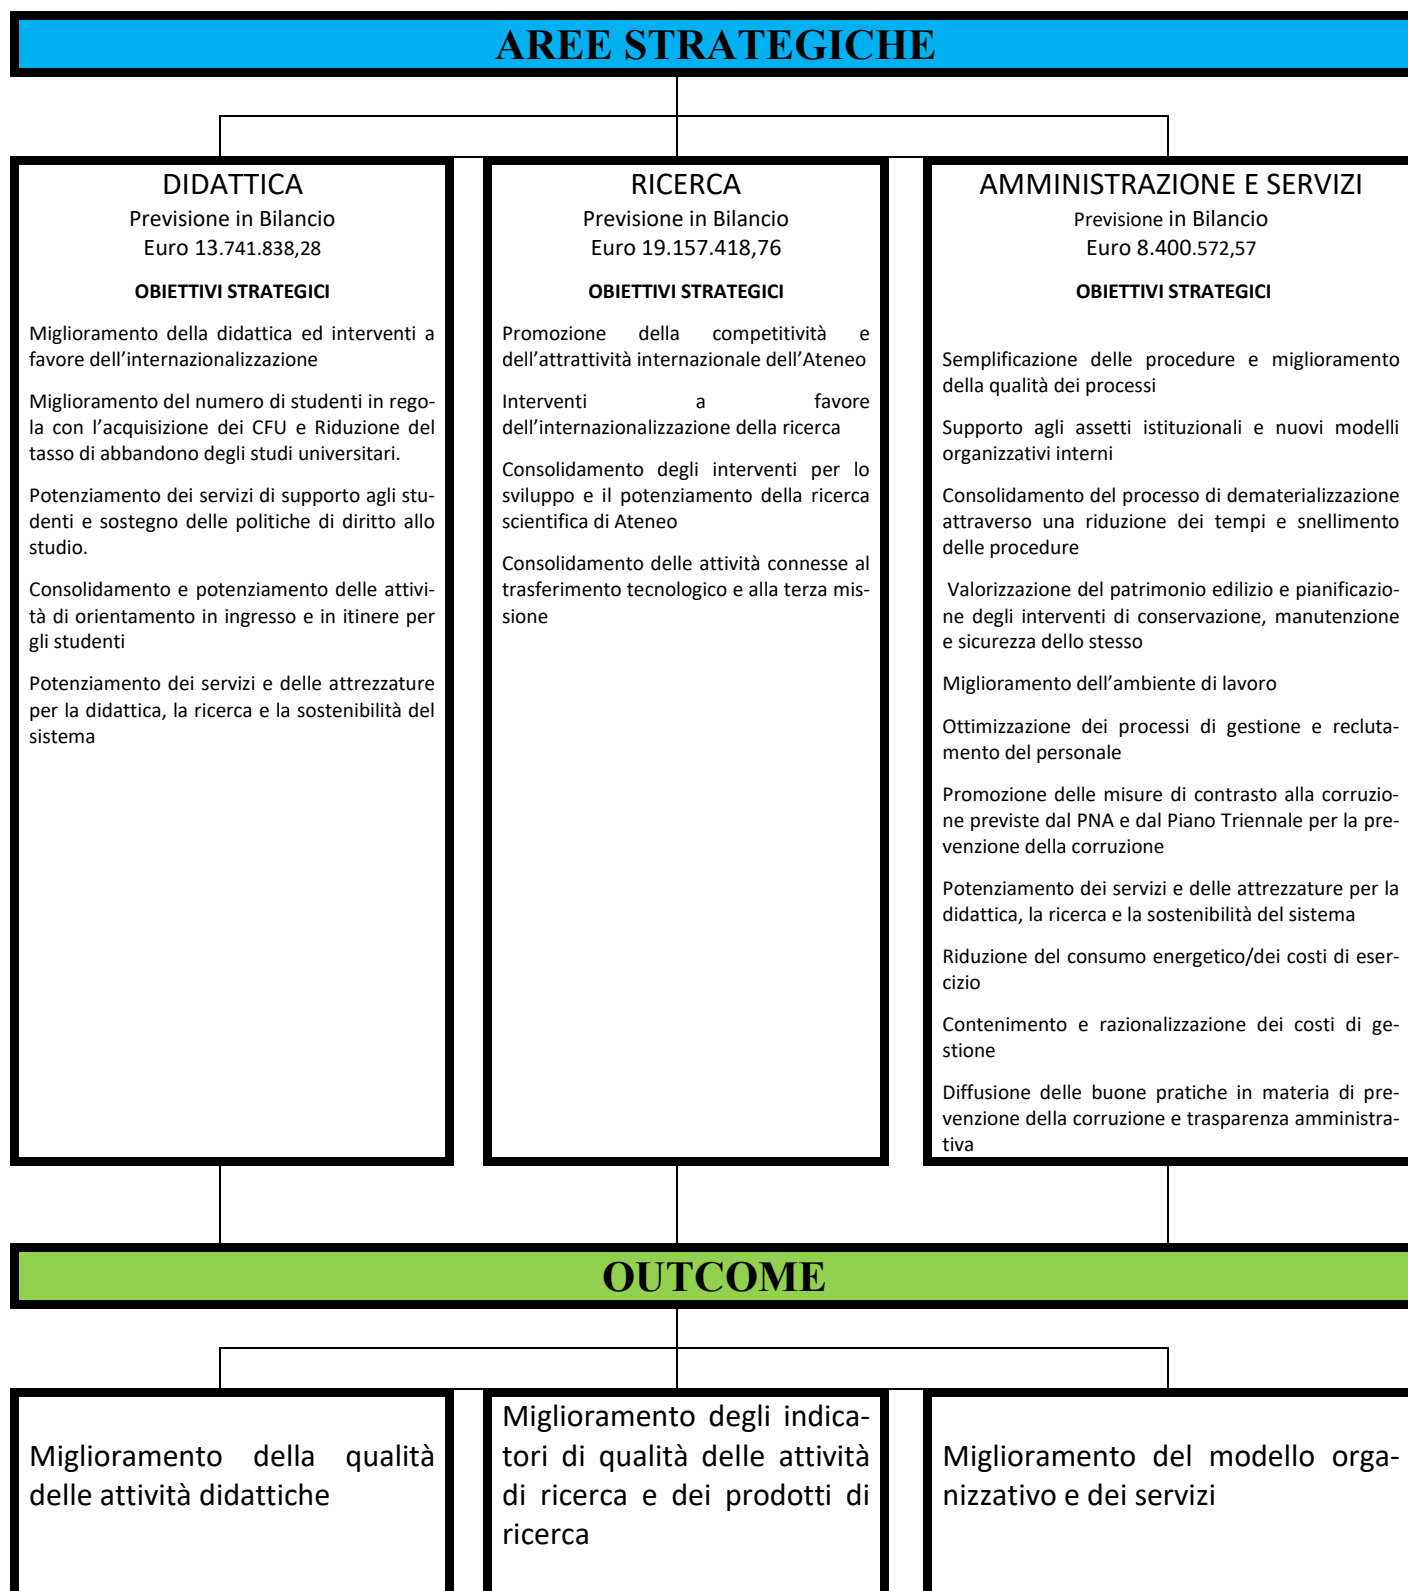 AREE STRATEGICHE
DIDATTICA
Previsione in Bilancio
Euro 13.741.838,28
OBIETTIVI STRATEGICI
Miglioramento della didattica ed interventi a
favore dell’internazionalizzazione
Miglioramento del numero di studenti in rego-
la con l’acquisizione dei CFU e Riduzione del
tasso di abbandono degli studi universitari.
Potenziamento dei servizi di supporto agli stu-
denti e sostegno delle politiche di diritto allo
studio.
Consolidamento e potenziamento delle attivi-
tà di orientamento in ingresso e in itinere per
gli studenti
Potenziamento dei servizi e delle attrezzature
per la didattica, la ricerca e la sostenibilità del
sistema
RICERCA
Previsione in Bilancio
Euro 19.157.418,76
OBIETTIVI STRATEGICI
Promozione della competitività e
dell’attrattività internazionale dell’Ateneo
Interventi a favore
dell’internazionalizzazione della ricerca
Consolidamento degli interventi per lo
sviluppo e il potenziamento della ricerca
scientifica di Ateneo
Consolidamento delle attività connesse al
trasferimento tecnologico e alla terza mis-
sione
AMMINISTRAZIONE E SERVIZI
Previsione in Bilancio
Euro 8.400.572,57
OBIETTIVI STRATEGICI
Semplificazione delle procedure e miglioramento
della qualità dei processi
Supporto agli assetti istituzionali e nuovi modelli
organizzativi interni
Consolidamento del processo di dematerializzazione
attraverso una riduzione dei tempi e snellimento
delle procedure
Valorizzazione del patrimonio edilizio e pianificazio-
ne degli interventi di conservazione, manutenzione
e sicurezza dello stesso
Miglioramento dell’ambiente di lavoro
Ottimizzazione dei processi di gestione e recluta-
mento del personale
Promozione delle misure di contrasto alla corruzio-
ne previste dal PNA e dal Piano Triennale per la pre-
venzione della corruzione
Potenziamento dei servizi e delle attrezzature per la
didattica, la ricerca e la sostenibilità del sistema
Riduzione del consumo energetico/dei costi di eser-
cizio
Contenimento e razionalizzazione dei costi di ge-
stione
Diffusione delle buone pratiche in materia di pre-
venzione della corruzione e trasparenza amministra-
tiva
OUTCOME
Miglioramento della qualità
delle attività didattiche
Miglioramento degli indica-
tori di qualità delle attività
di ricerca e dei prodotti di
ricerca
Miglioramento del modello orga-
nizzativo e dei servizi